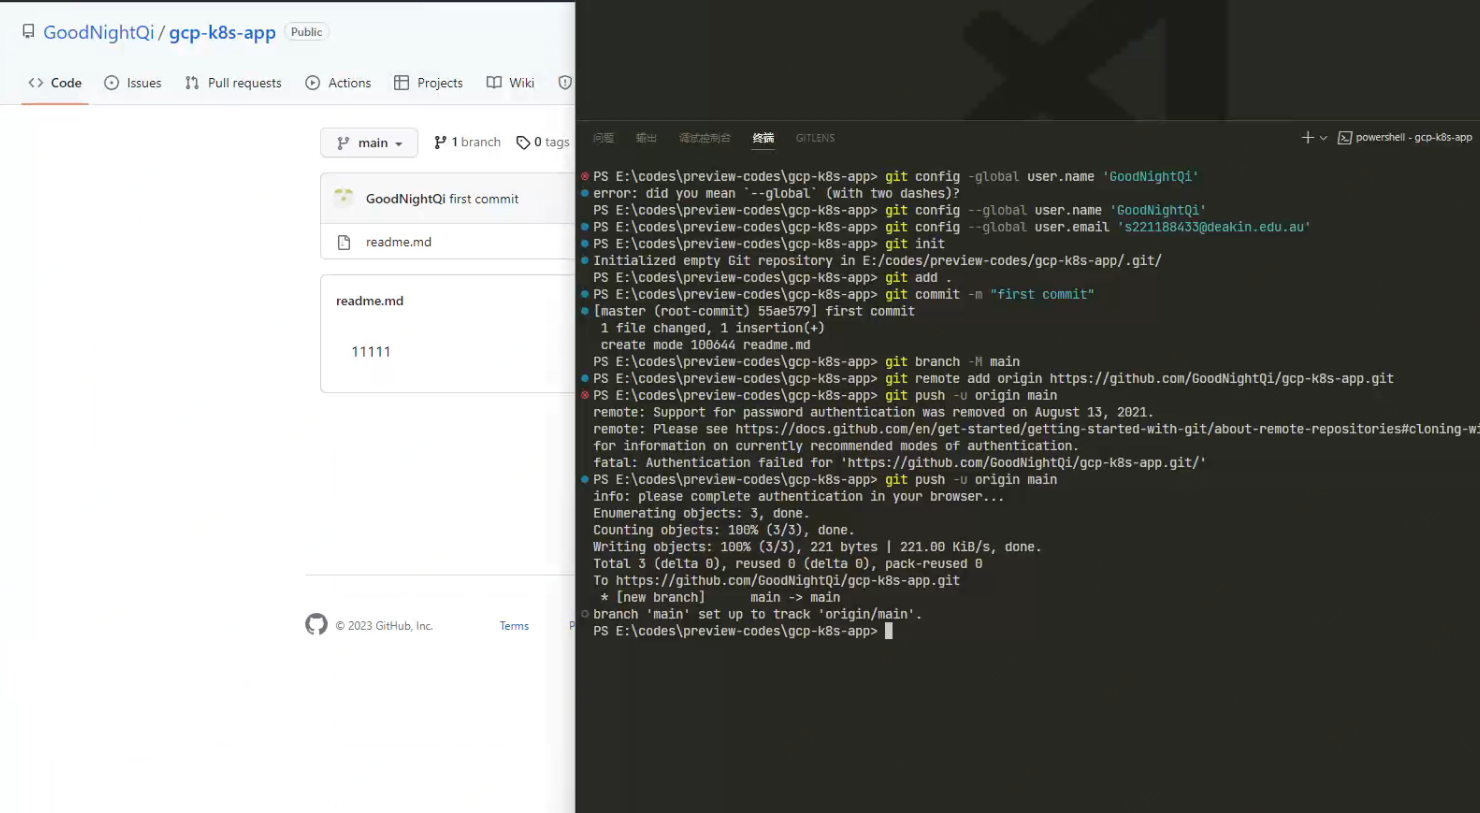 GoodNightQi / gcp-k8s-app Public
Code Issues Pull requests Actions Projects Wiki
main 1 branch 0 tags
GoodNightQi first commit
readme.md
readme.md
11111
© 2023 GitHub, Inc. Terms P
问题 输出 调试控制台 终端 GITLENS powershell - gcp-k8s-app
PS E:\codes\preview-codes\gcp-k8s-app> git config -global user.name 'GoodNightQi'
error: did you mean `--global` (with two dashes)?
PS E:\codes\preview-codes\gcp-k8s-app> git config --global user.name 'GoodNightQi'
PS E:\codes\preview-codes\gcp-k8s-app> git config --global user.email 's221188433@deakin.edu.au'
PS E:\codes\preview-codes\gcp-k8s-app> git init
Initialized empty Git repository in E:/codes/preview-codes/gcp-k8s-app/.git/
PS E:\codes\preview-codes\gcp-k8s-app> git add .
PS E:\codes\preview-codes\gcp-k8s-app> git commit -m "first commit"
[master (root-commit) 55ae579] first commit
1 file changed, 1 insertion(+)
create mode 100644 readme.md
PS E:\codes\preview-codes\gcp-k8s-app> git branch -M main
PS E:\codes\preview-codes\gcp-k8s-app> git remote add origin https://github.com/GoodNightQi/gcp-k8s-app.git
PS E:\codes\preview-codes\gcp-k8s-app> git push -u origin main
remote: Support for password authentication was removed on August 13, 2021.
remote: Please see https://docs.github.com/en/get-started/getting-started-with-git/about-remote-repositories#cloning-wi
for information on currently recommended modes of authentication.
fatal: Authentication failed for 'https://github.com/GoodNightQi/gcp-k8s-app.git/'
PS E:\codes\preview-codes\gcp-k8s-app> git push -u origin main
info: please complete authentication in your browser...
Enumerating objects: 3, done.
Counting objects: 100% (3/3), done.
Writing objects: 100% (3/3), 221 bytes | 221.00 KiB/s, done.
Total 3 (delta 0), reused 0 (delta 0), pack-reused 0
To https://github.com/GoodNightQi/gcp-k8s-app.git
* [new branch] main -> main
branch 'main' set up to track 'origin/main'.
PS E:\codes\preview-codes\gcp-k8s-app>